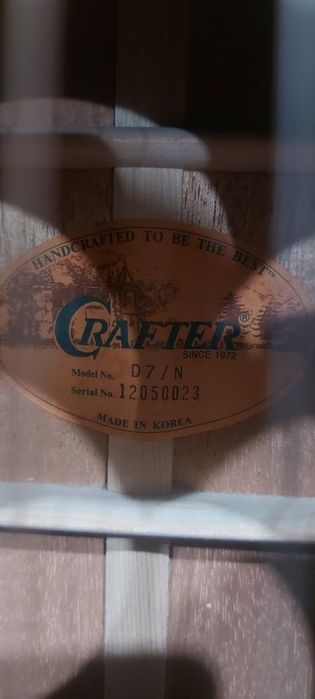 HANDCRAFTED TO BE THE BEST™
CRAFTER®
SINCE 1972
Model No. D7/N
Serial No. 12050023
MADE IN KOREA